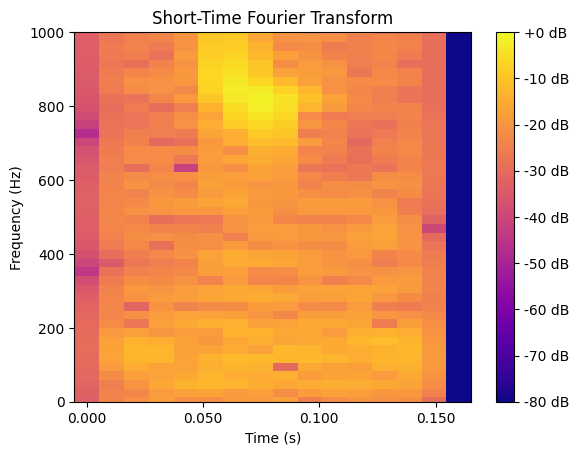 Short-Time Fourier Transform
1000
800
600
400
200
0
Frequency (Hz)
0.000
0.050
0.100
0.150
Time (s)
+0 dB
-10 dB
-20 dB
-30 dB
-40 dB
-50 dB
-60 dB
-70 dB
-80 dB